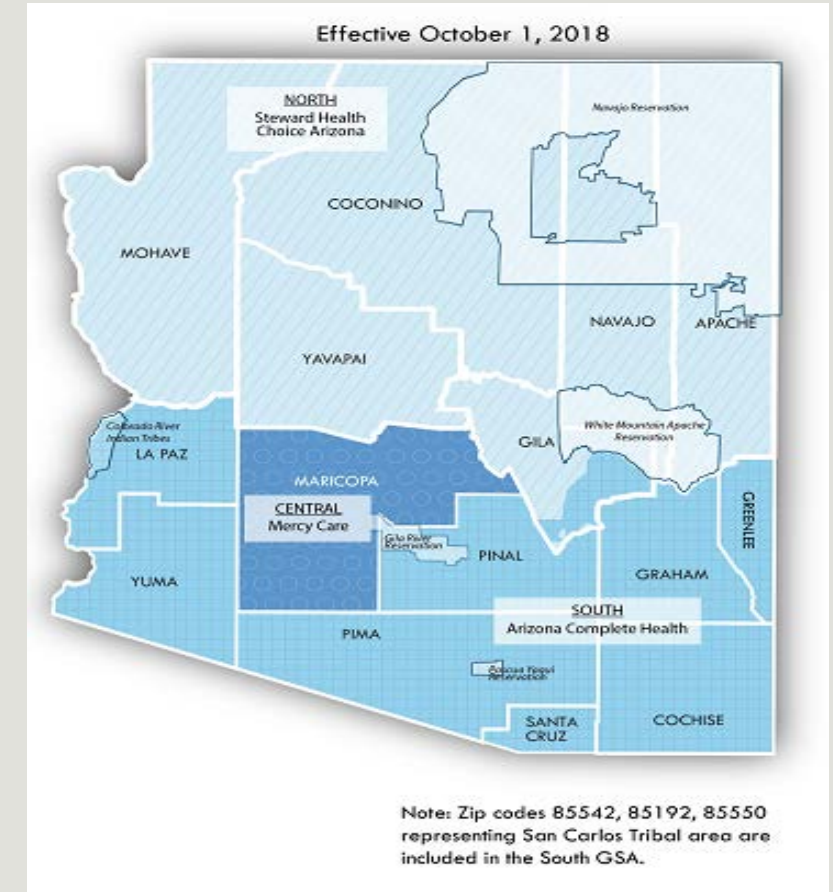 Effective October 1, 2018
NORTH
Steward Health
Choice Arizona
Navajo Reservation
COCONINO
MOHAVE
NAVAJO
APACHE
YAVAPAI
Colorado River
Indian Tribes
LA PAZ
White Mountain Apache
Reservation
GILA
MARICOPA
CENTRAL
Mercy Care
Gila River
Reservation
PINAL
GREENLEE
YUMA
GRAHAM
SOUTH
Arizona Complete Health
PIMA
Pascua Yaqui
Reservation
SANTA
CRUZ
COCHISE
Note: Zip codes 85542, 85192, 85550
representing San Carlos Tribal area are
included in the South GSA.